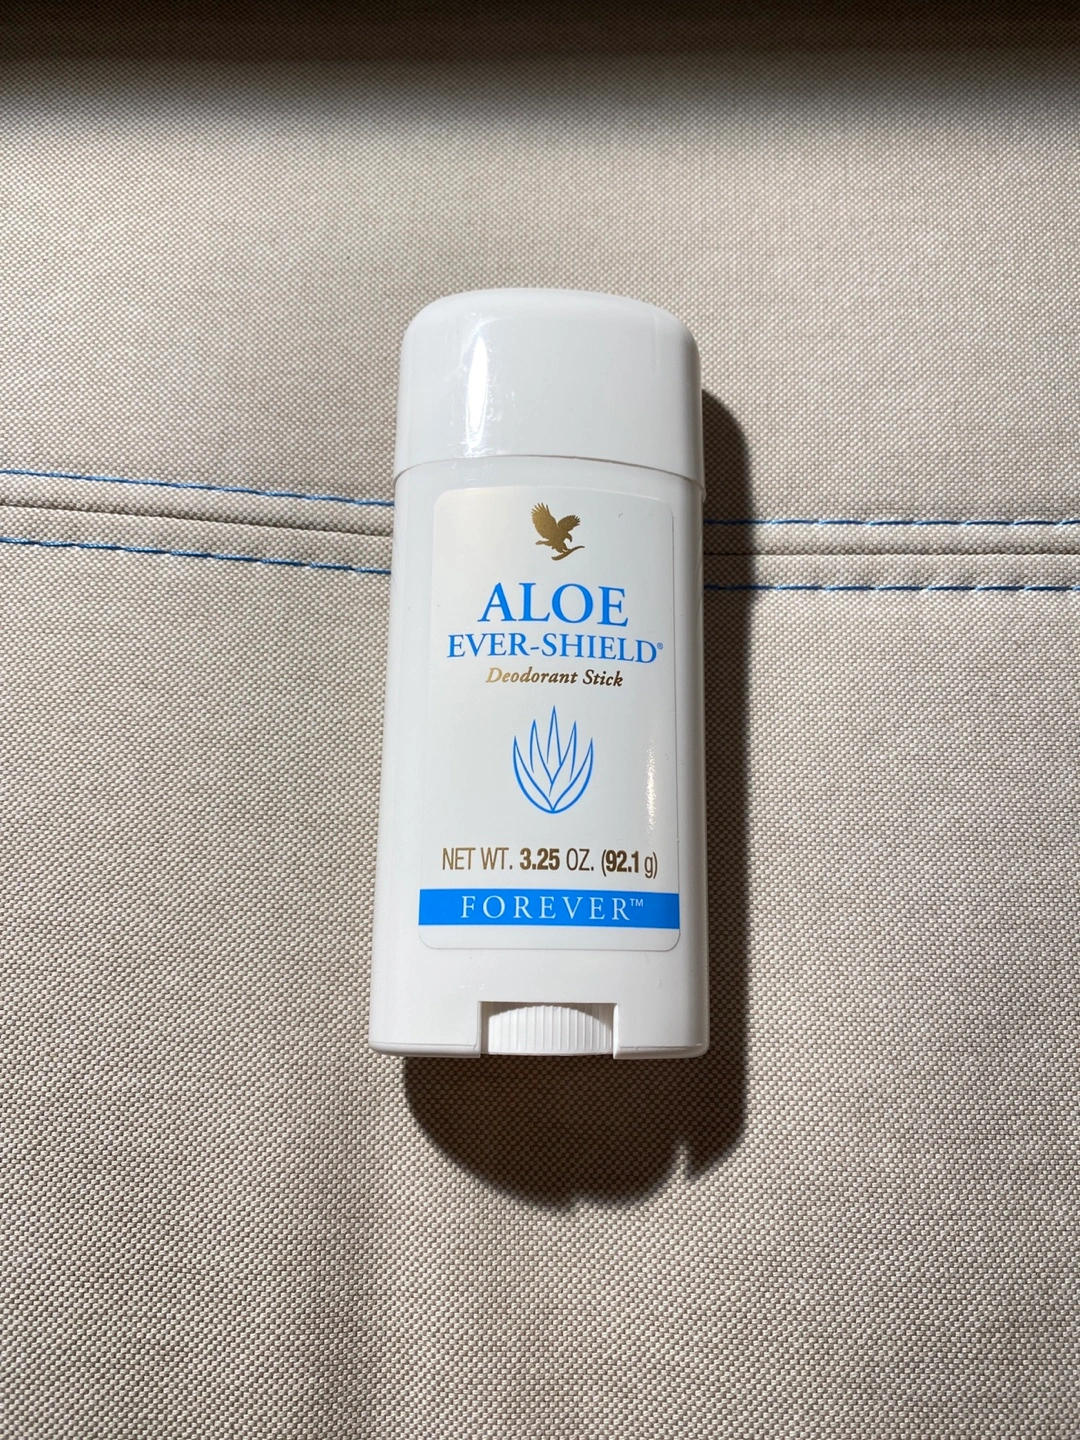 ALOE
EVER-SHIELD®
Deodorant Stick
NET WT. 3.25 OZ. (92.1 g)
FOREVER™